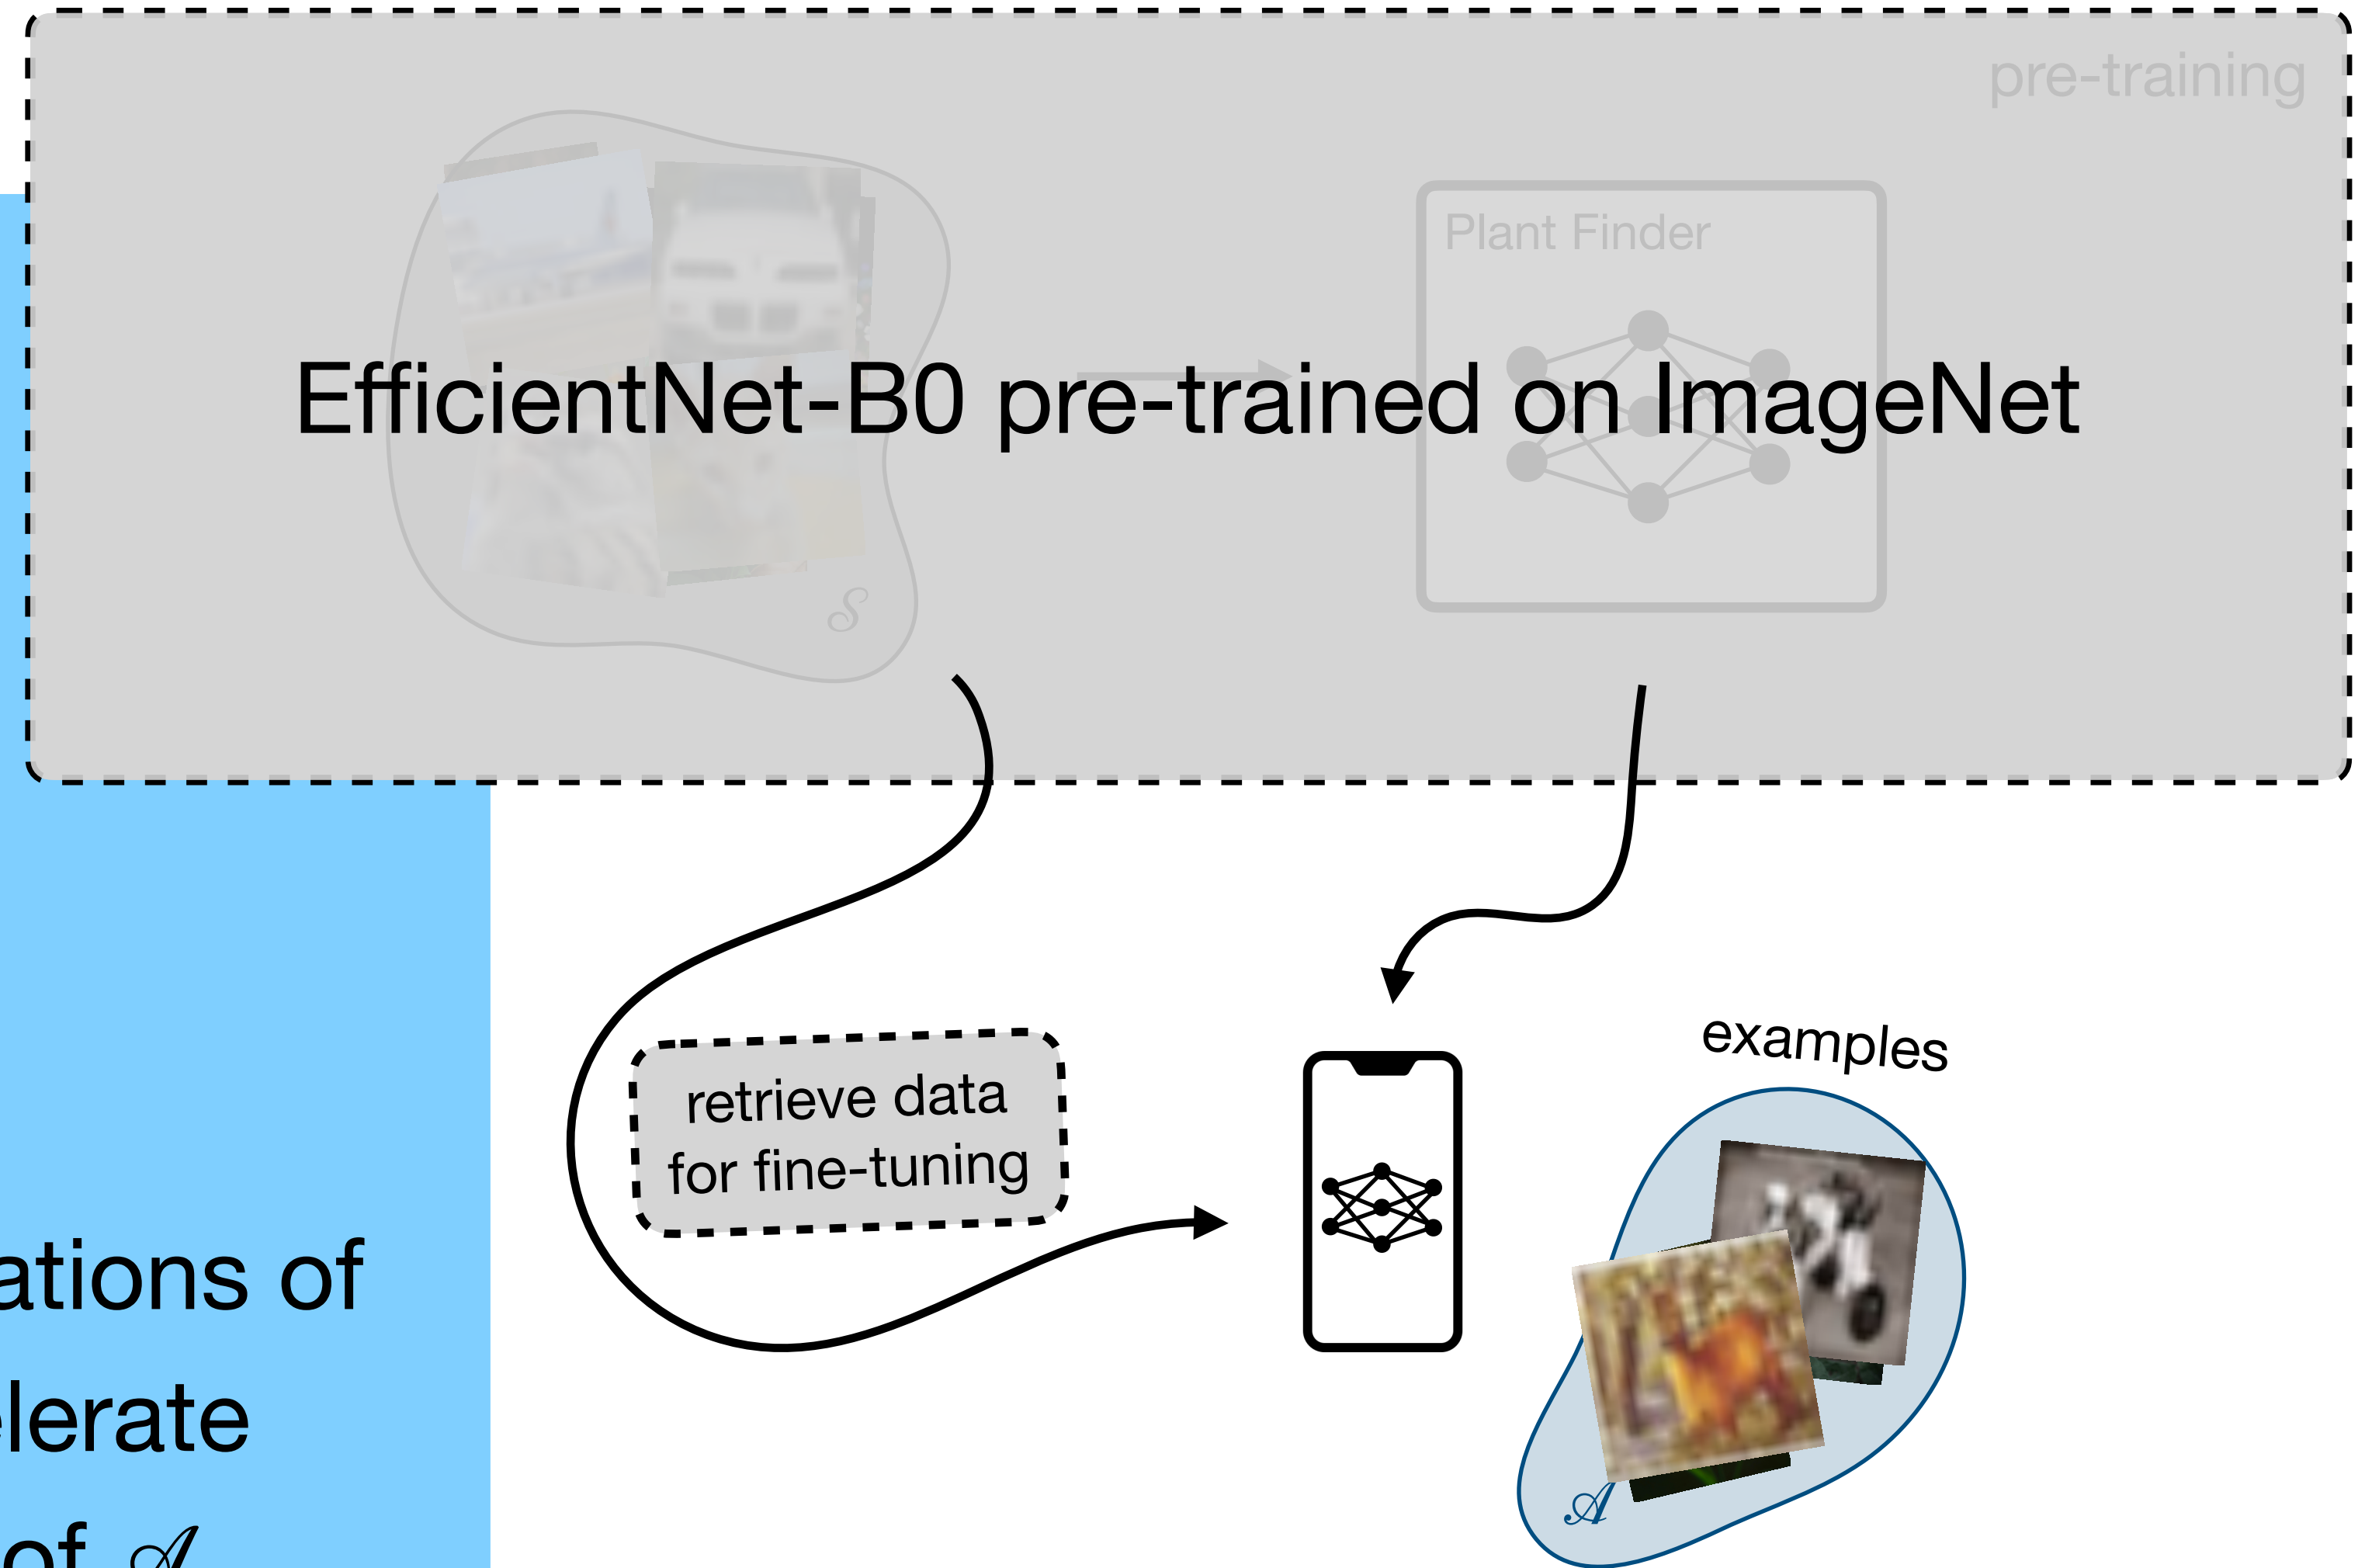 pre-training
Plant Finder
EfficientNet-B0 pre-trained on ImageNet
𝒮
retrieve data
for fine-tuning
examples
𝒜
ations of
lerate
of 𝒜